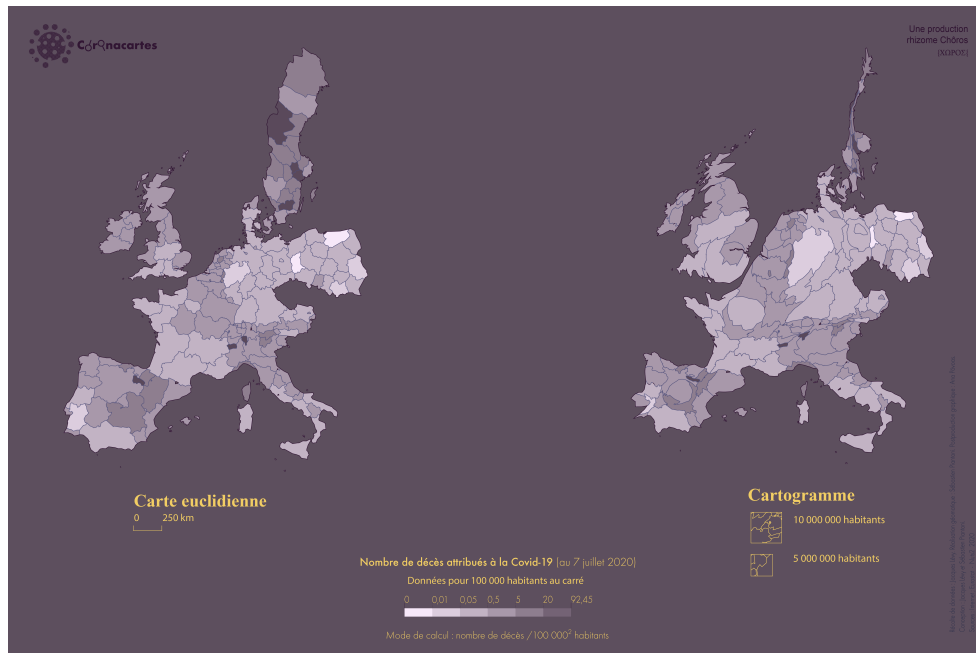 Coronacartes
Une production
rhizome Chôros
[ΧΩΡΟΣ]
Carte euclidienne
0 250 km
Cartogramme
10 000 000 habitants
5 000 000 habitants
Nombre de décès attribués à la Covid-19 (au 7 juillet 2020)
Données pour 100 000 habitants au carré
0 0,01 0,05 0,5 5 20 92,45
Mode de calcul : nombre de décès / 100 000² habitants